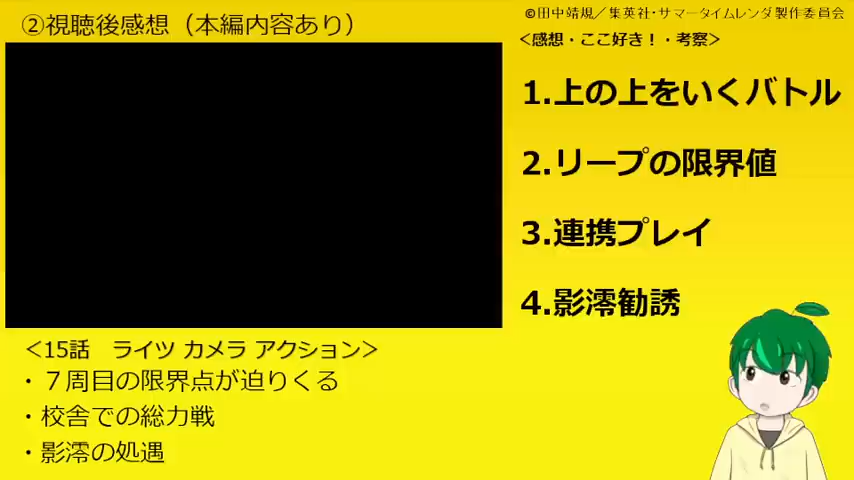 ②視聴後感想（本編内容あり）
©田中靖規／集英社・サマータイムレンダ製作委員会
＜感想・ここ好き！・考察＞
1.上の上をいくバトル
2.リープの限界値
3.連携プレイ
4.影澪勧誘
＜15話　ライツ カメラ アクション＞
・７周目の限界点が迫りくる
・校舎での総力戦
・影澪の処遇